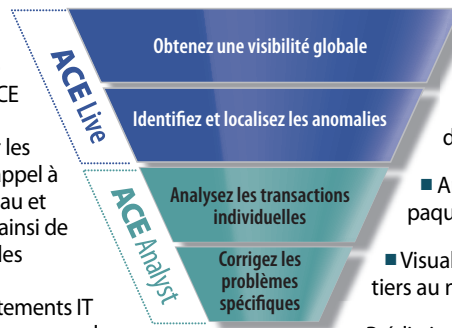 Obtenez une visibilité globale
Identifiez et localisez les anomalies
Analysez les transactions
individuelles
Corrigez les
problèmes
spécifiques
ACE Live
ACE Analyst
CE
les
appel à
au et
ainsi de
les
tements IT
d
■ A
paqu
■ Visual
tiers au